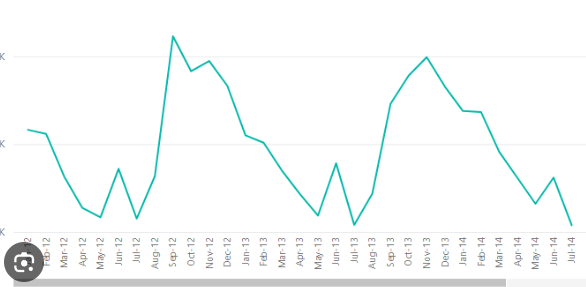 K
K
K
Feb-12
Mar-12
Apr-12
May-12
Jun-12
Jul-12
Aug-12
Sep-12
Oct-12
Nov-12
Dec-12
Jan-13
Feb-13
Mar-13
Apr-13
May-13
Jun-13
Jul-13
Aug-13
Sep-13
Oct-13
Nov-13
Dec-13
Jan-14
Feb-14
Mar-14
Apr-14
May-14
Jun-14
Jul-14